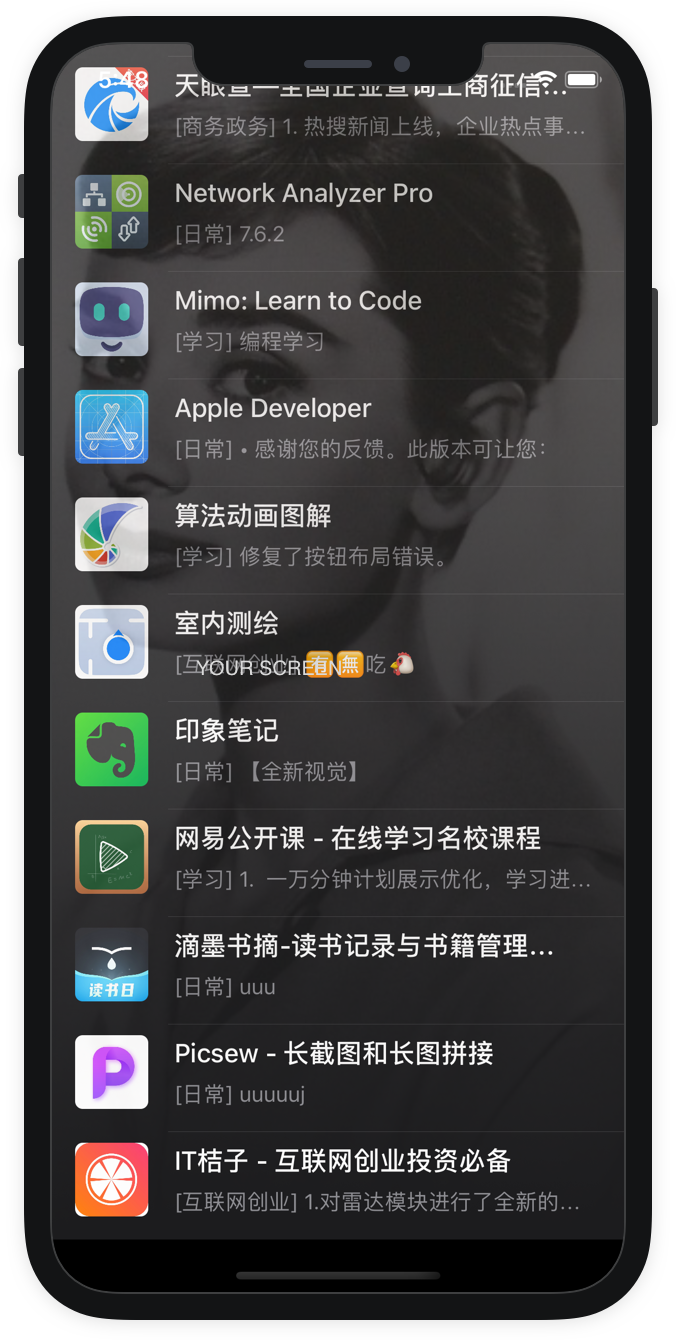 5:48
天眼查—全国企业查询工商征信…
[商务政务] 1. 热搜新闻上线，企业热点事…
Network Analyzer Pro
[日常] 7.6.2
Mimo: Learn to Code
[学习] 编程学习
Apple Developer
[日常] • 感谢您的反馈。此版本可让您：
算法动画图解
[学习] 修复了按钮布局错误。
室内测绘
[互联网创业] 🈶🈚️吃🐔
YOUR SCREEN
印象笔记
[日常] 【全新视觉】
网易公开课 - 在线学习名校课程
[学习] 1. 一万分钟计划展示优化，学习进…
滴墨书摘-读书记录与书籍管理…
读书日
[日常] uuu
Picsew - 长截图和长图拼接
[日常] uuuuuj
IT桔子 - 互联网创业投资必备
[互联网创业] 1.对雷达模块进行了全新的…